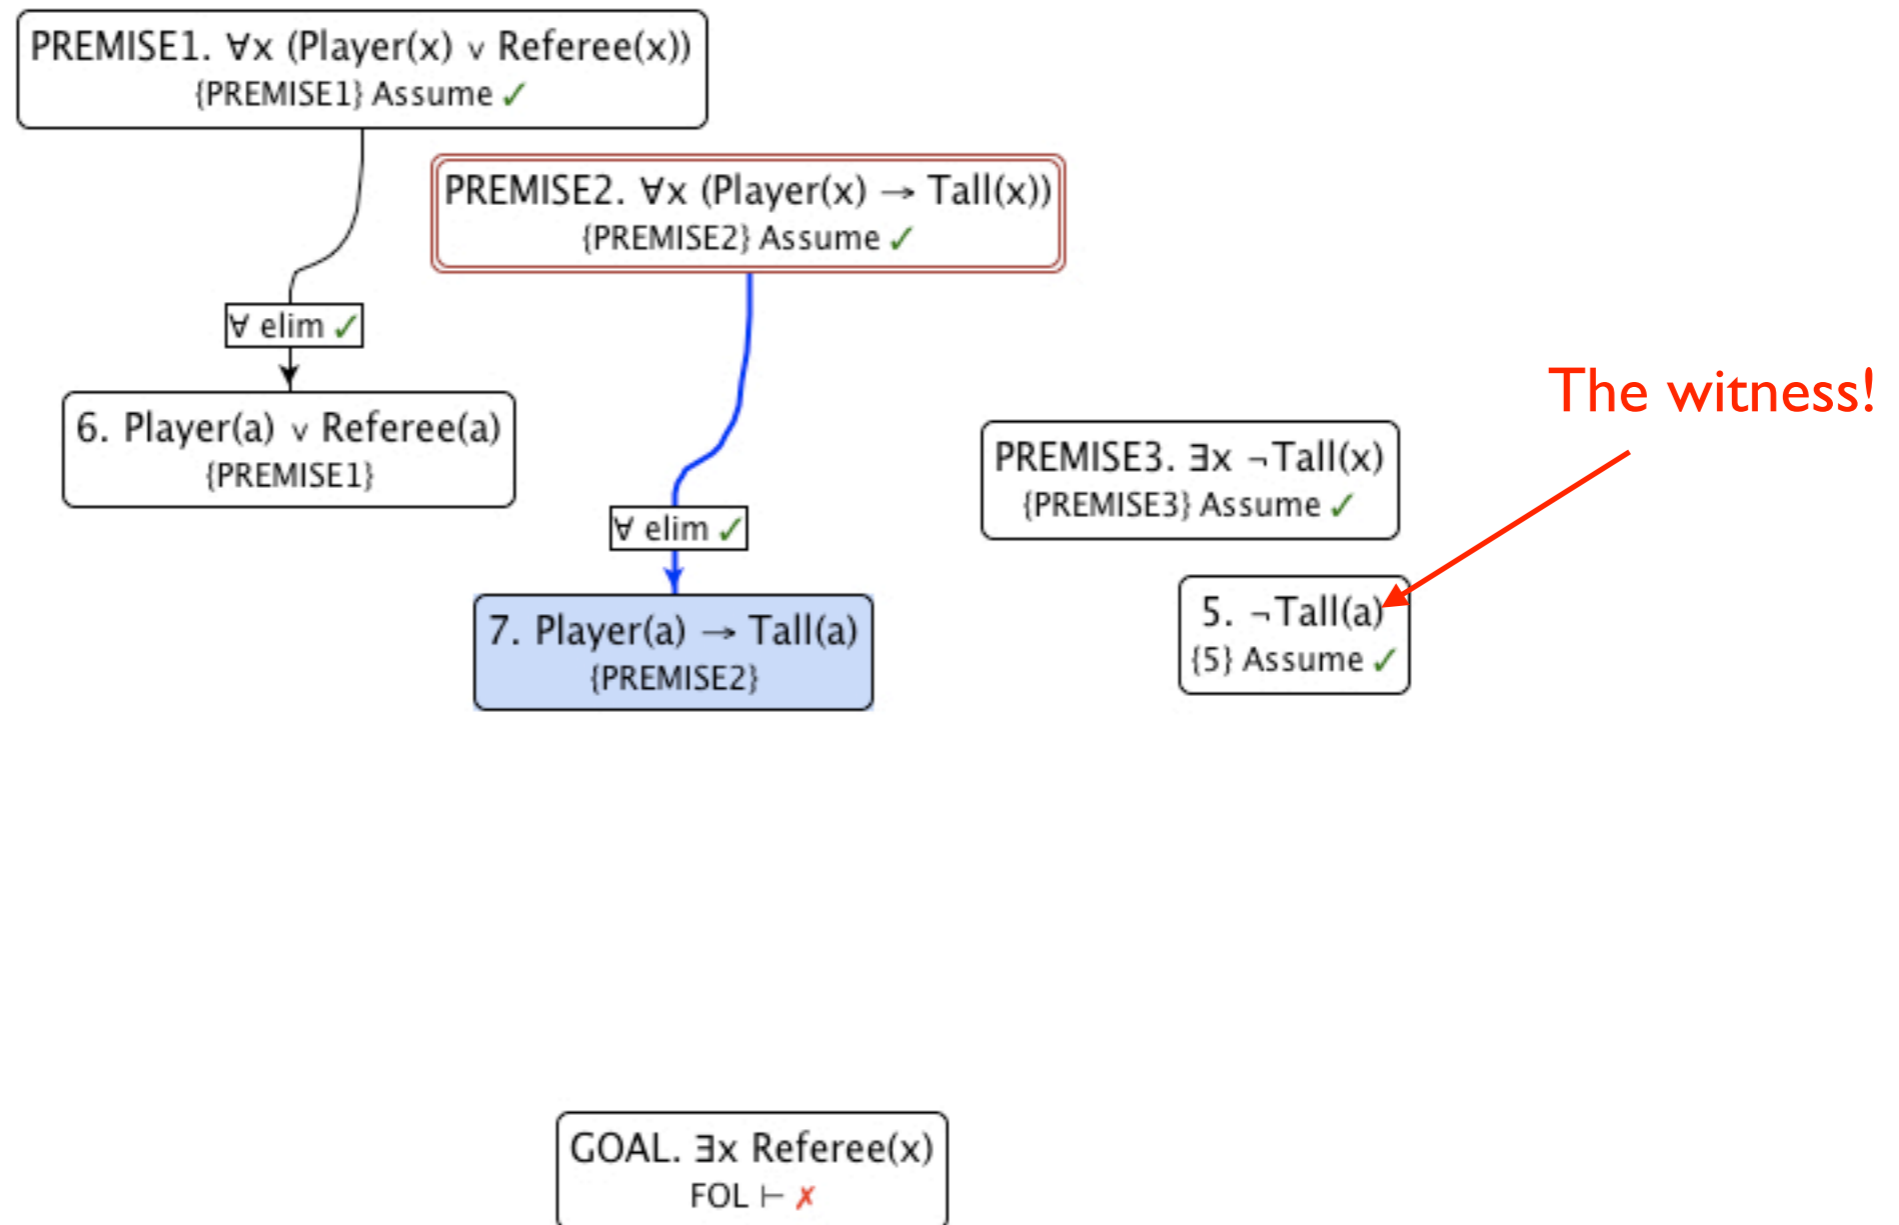 PREMISE1. ∀x (Player(x) ∨ Referee(x))
{PREMISE1} Assume ✓
PREMISE2. ∀x (Player(x) → Tall(x))
{PREMISE2} Assume ✓
∀ elim ✓
6. Player(a) ∨ Referee(a)
{PREMISE1}
The witness!
PREMISE3. ∃x ¬Tall(x)
{PREMISE3} Assume ✓
∀ elim ✓
7. Player(a) → Tall(a)
{PREMISE2}
5. ¬Tall(a)
{5} Assume ✓
GOAL. ∃x Referee(x)
FOL ⊢ ✗